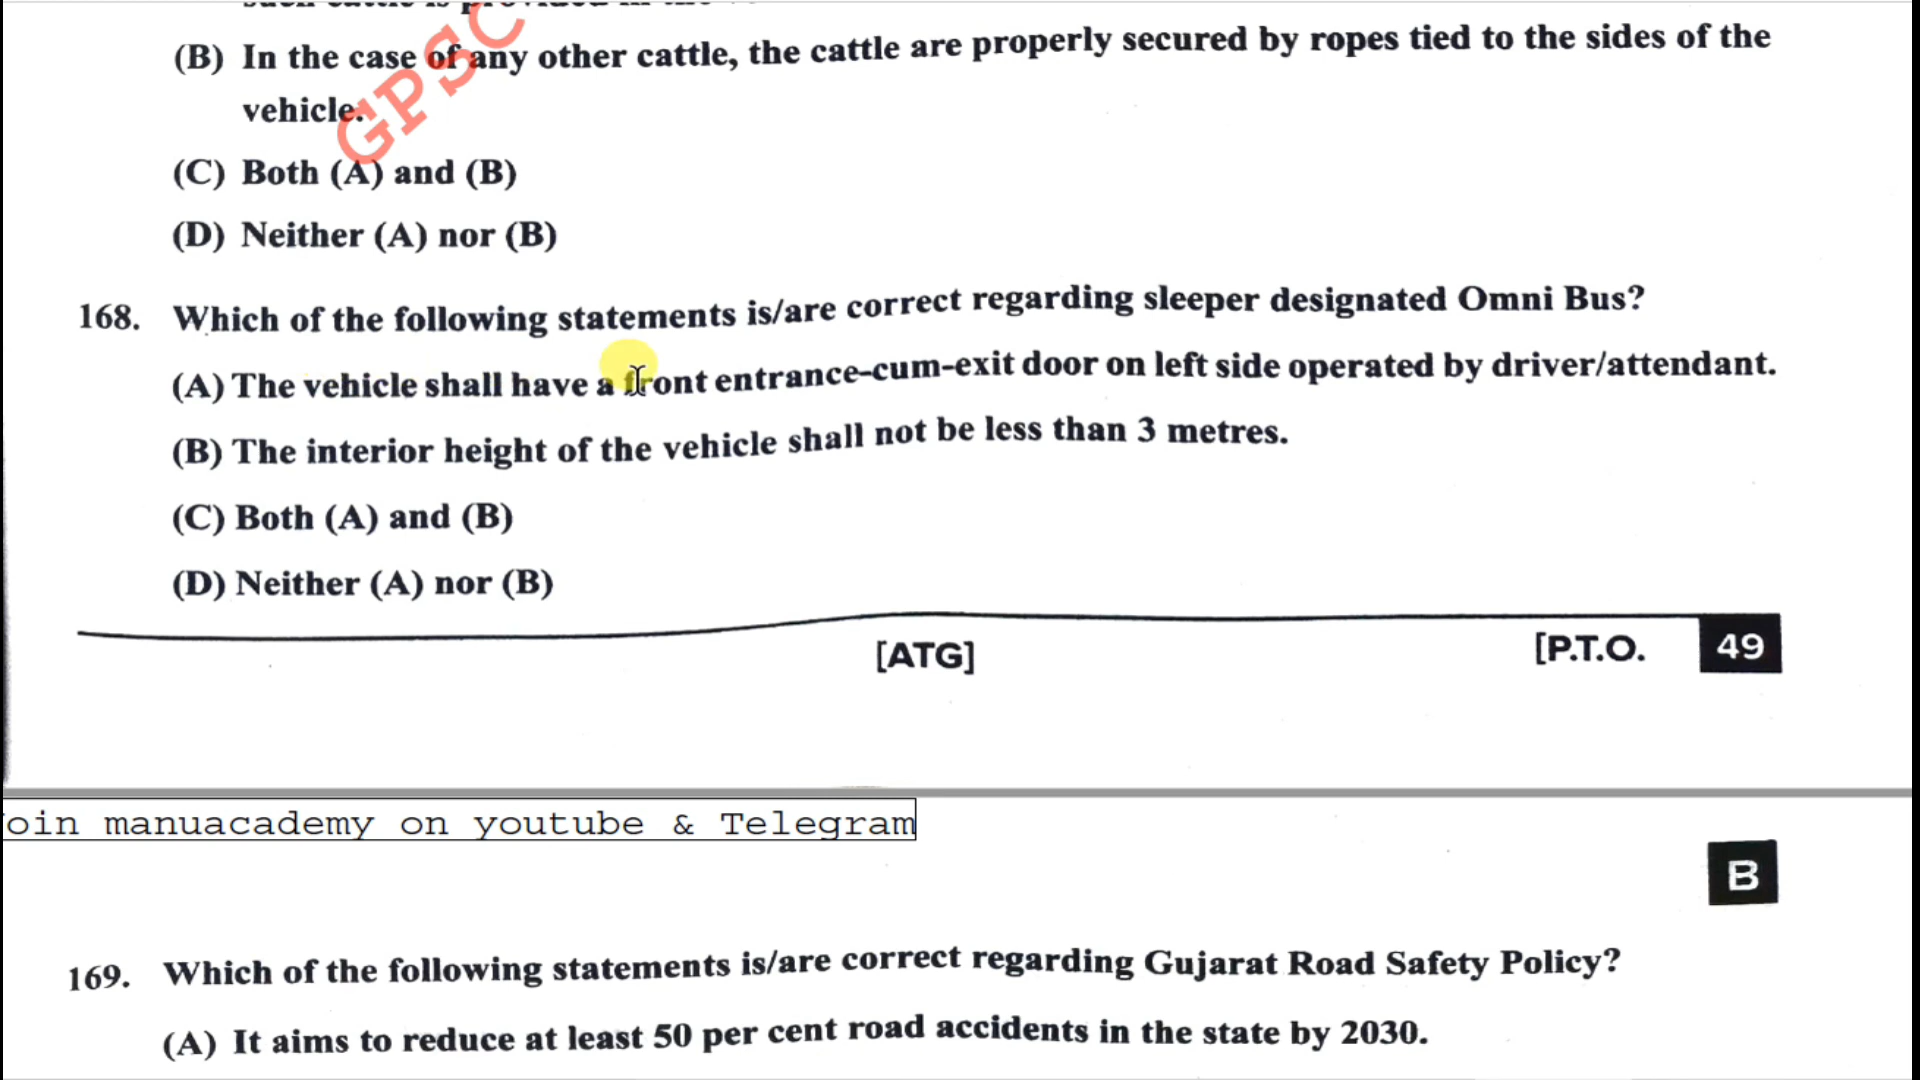 (B) In the case of any other cattle, the cattle are properly secured by ropes tied to the sides of the
vehicle.
GPSC
(C) Both (A) and (B)
(D) Neither (A) nor (B)
168. Which of the following statements is/are correct regarding sleeper designated Omni Bus?
(A) The vehicle shall have a front entrance-cum-exit door on left side operated by driver/attendant.
(B) The interior height of the vehicle shall not be less than 3 metres.
(C) Both (A) and (B)
(D) Neither (A) nor (B)
[ATG] [P.T.O. 49
oin manuacademy on youtube & Telegram
B
169. Which of the following statements is/are correct regarding Gujarat Road Safety Policy?
(A) It aims to reduce at least 50 per cent road accidents in the state by 2030.